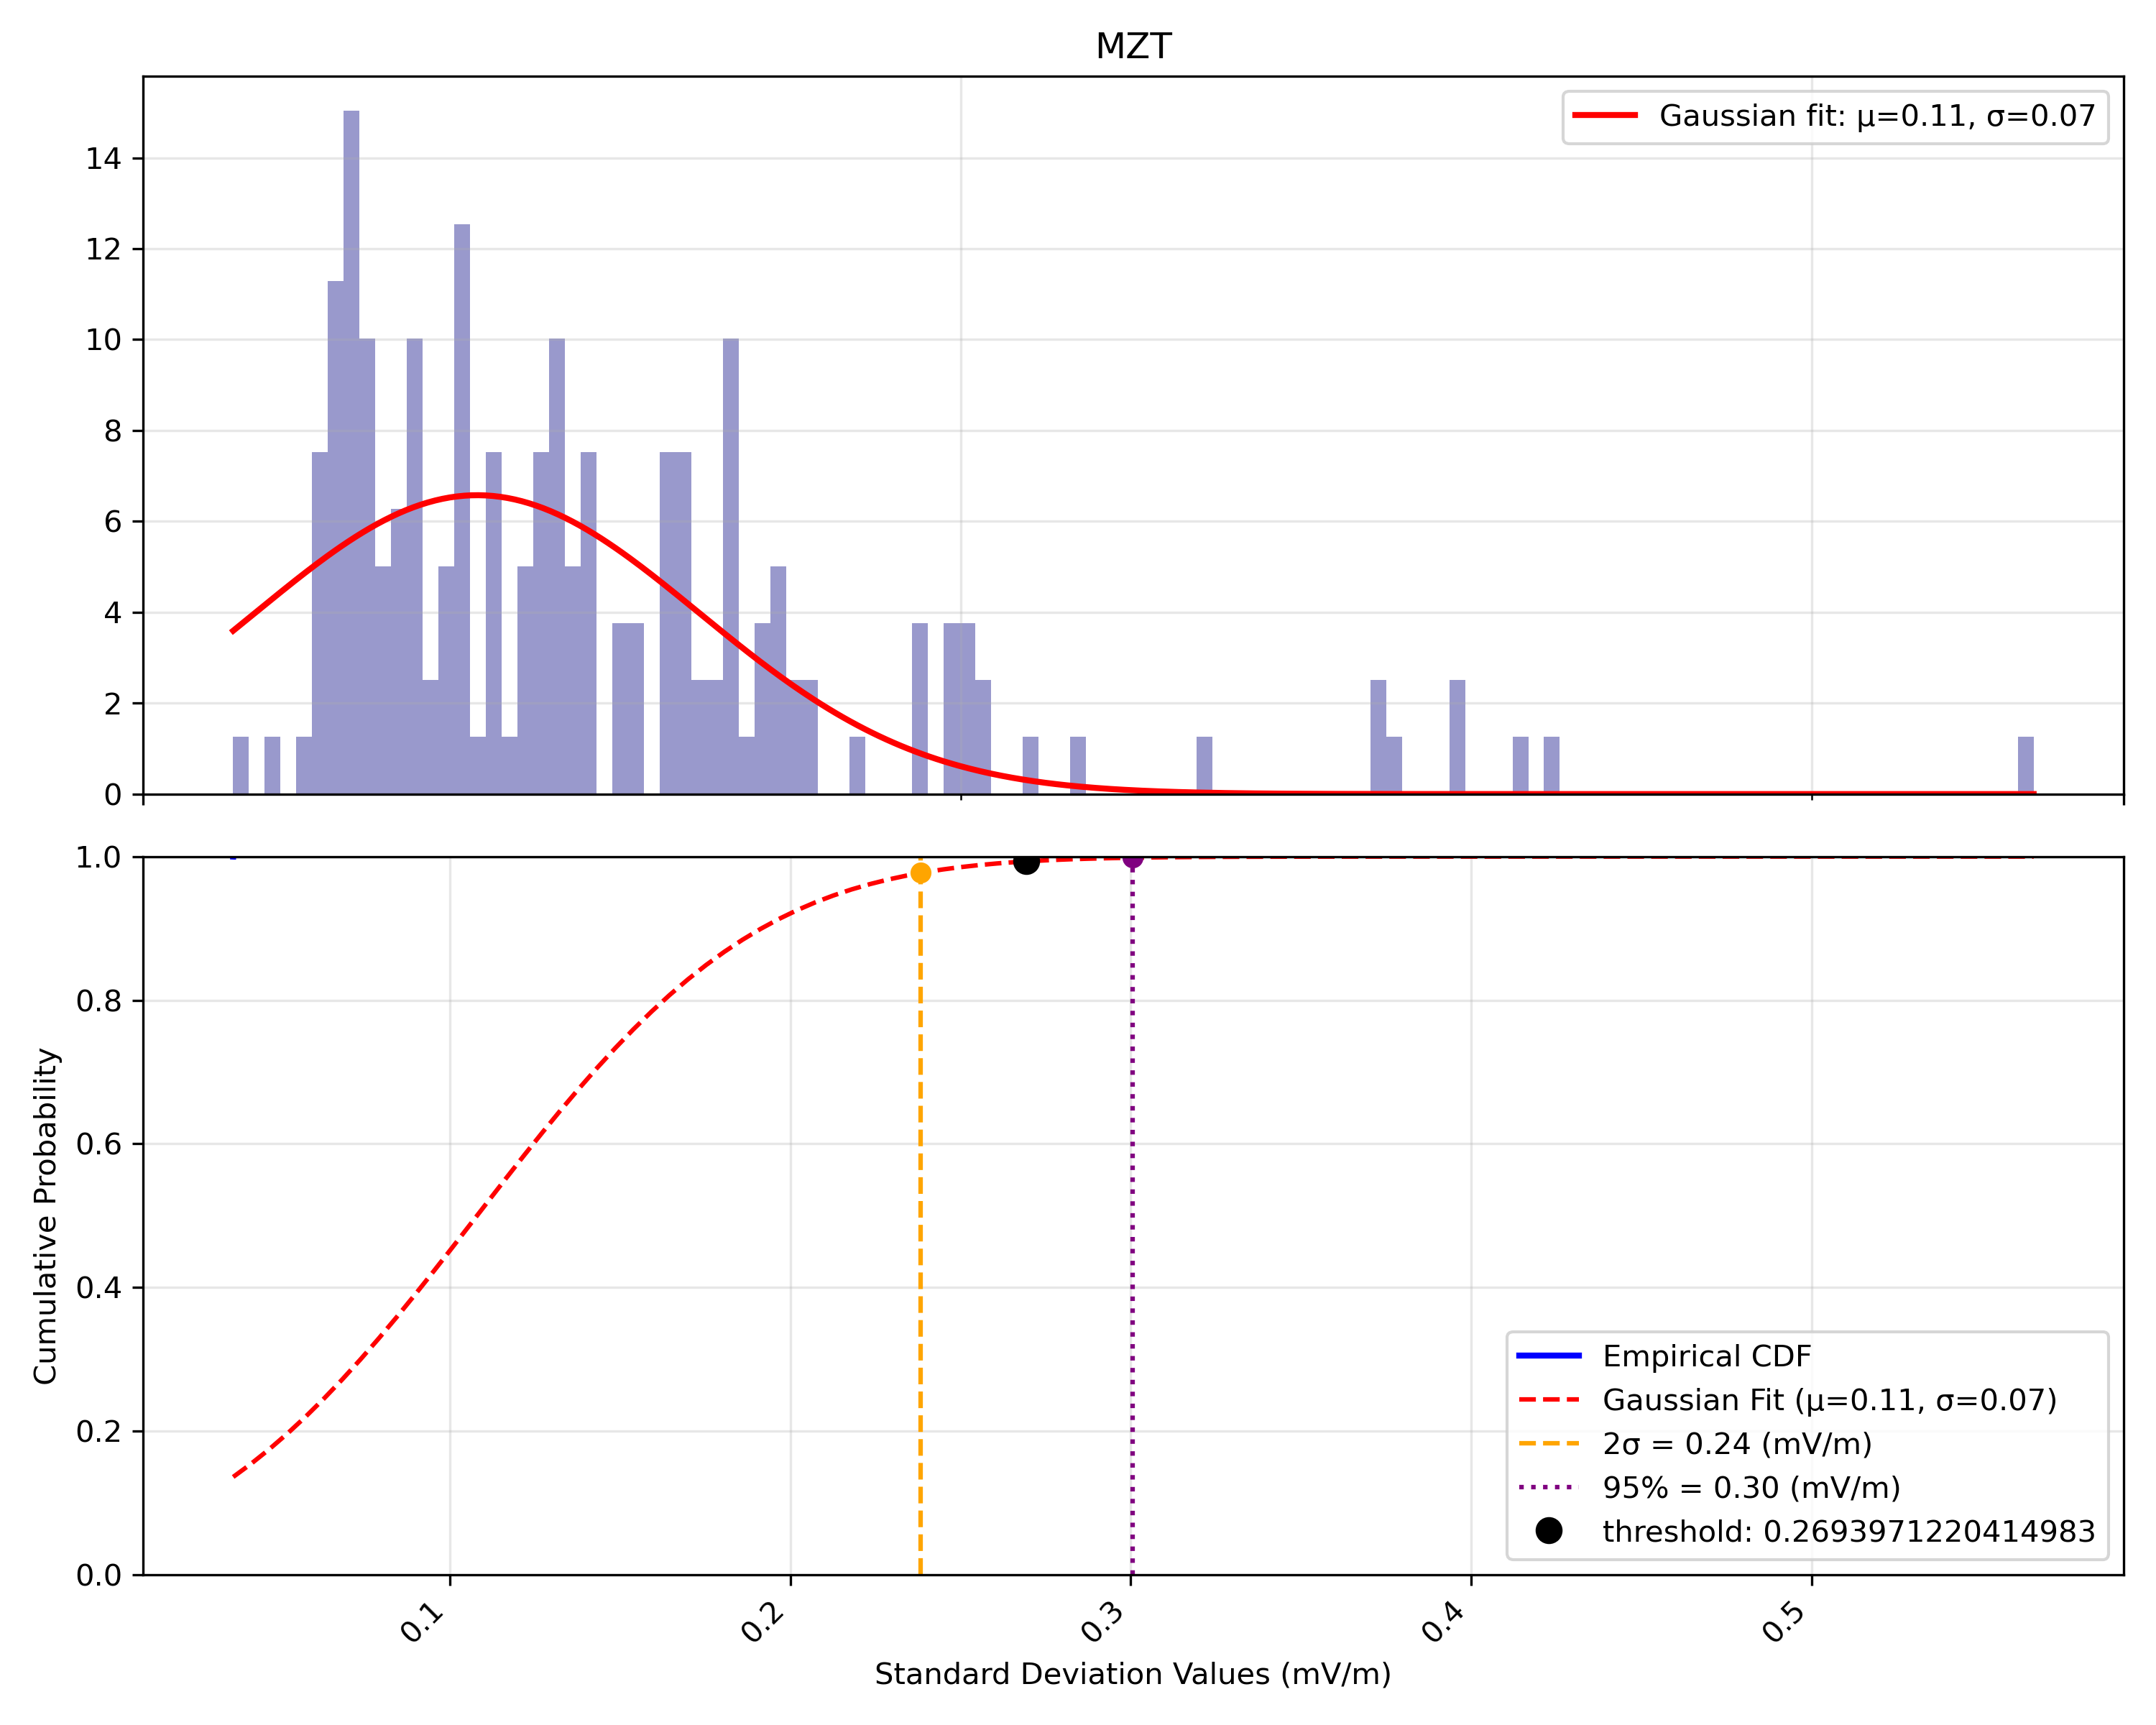 MZT
Gaussian fit: μ=0.11, σ=0.07
14
12
10
8
6
4
2
0
1.0
0.8
0.6
0.4
0.2
0.0
Cumulative Probability
Empirical CDF
Gaussian Fit (μ=0.11, σ=0.07)
2σ = 0.24 (mV/m)
95% = 0.30 (mV/m)
threshold: 0.2693971220414983
0.1
0.2
0.3
0.4
0.5
Standard Deviation Values (mV/m)